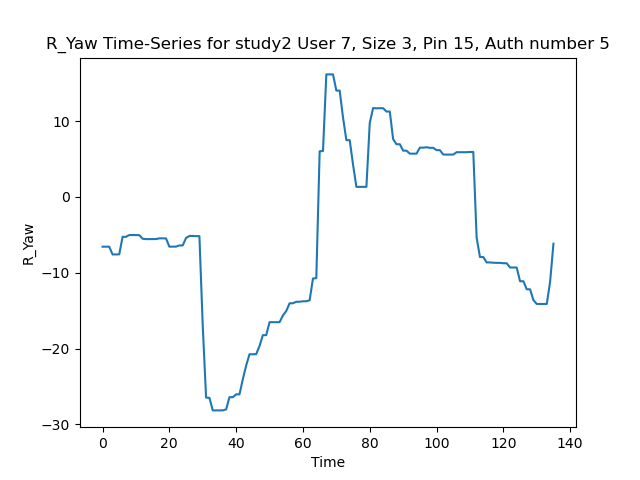 R_Yaw Time-Series for study2 User 7, Size 3, Pin 15, Auth number 5
R_Yaw
10
0
−10
−20
−30
0 20 40 60 80 100 120 140
Time